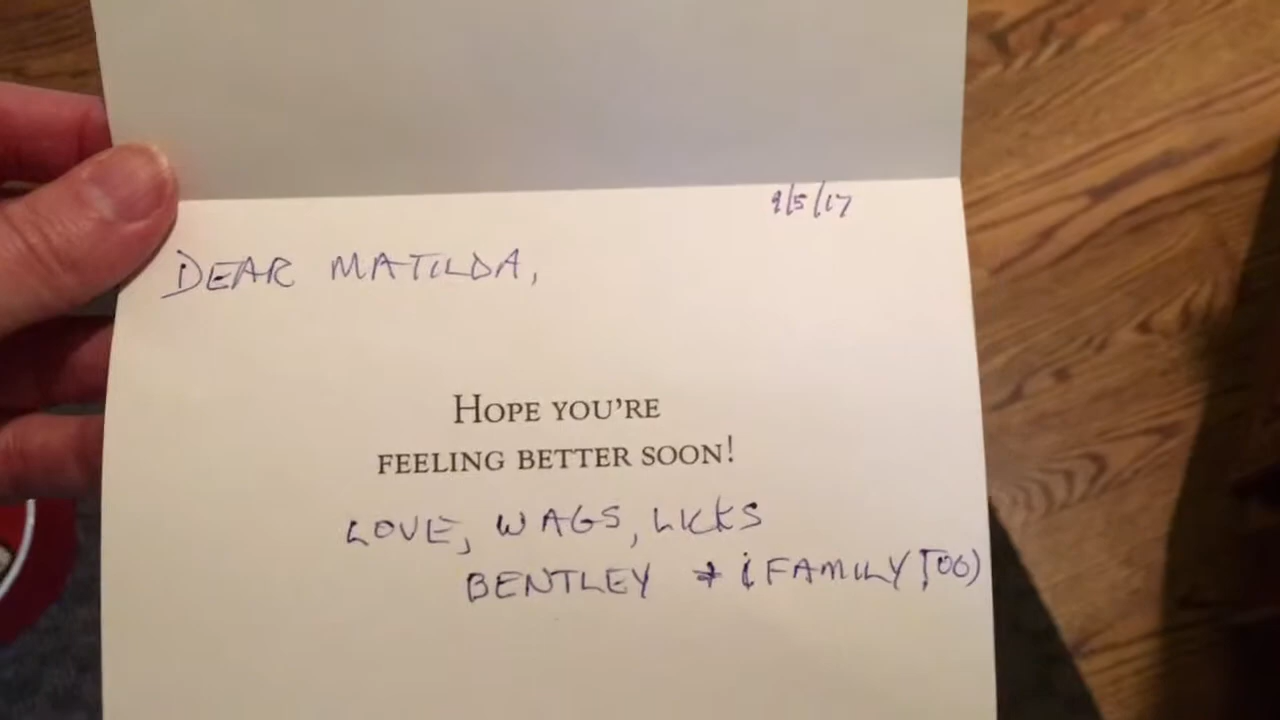 9/5/17
DEAR MATILDA,
HOPE YOU'RE
FEELING BETTER SOON!
LOVE, WAGS, LICKS
BENTLEY + (FAMILY TOO)